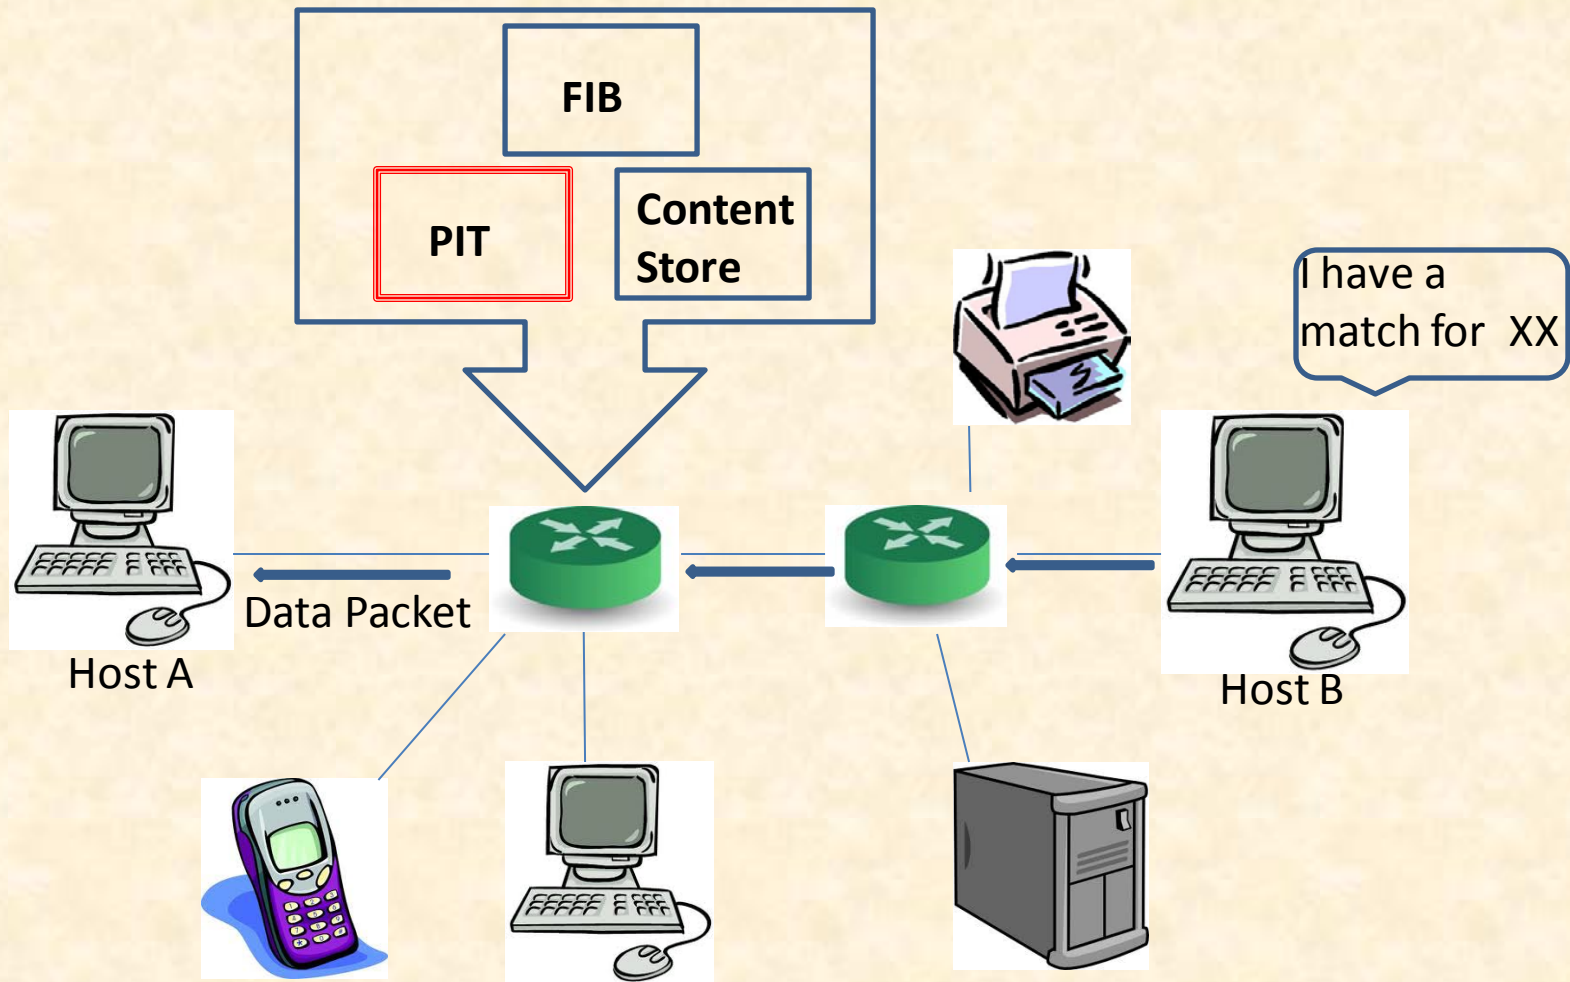 FIB
PIT
Content
Store
I have a
match for XX
Data Packet
Host A
Host B